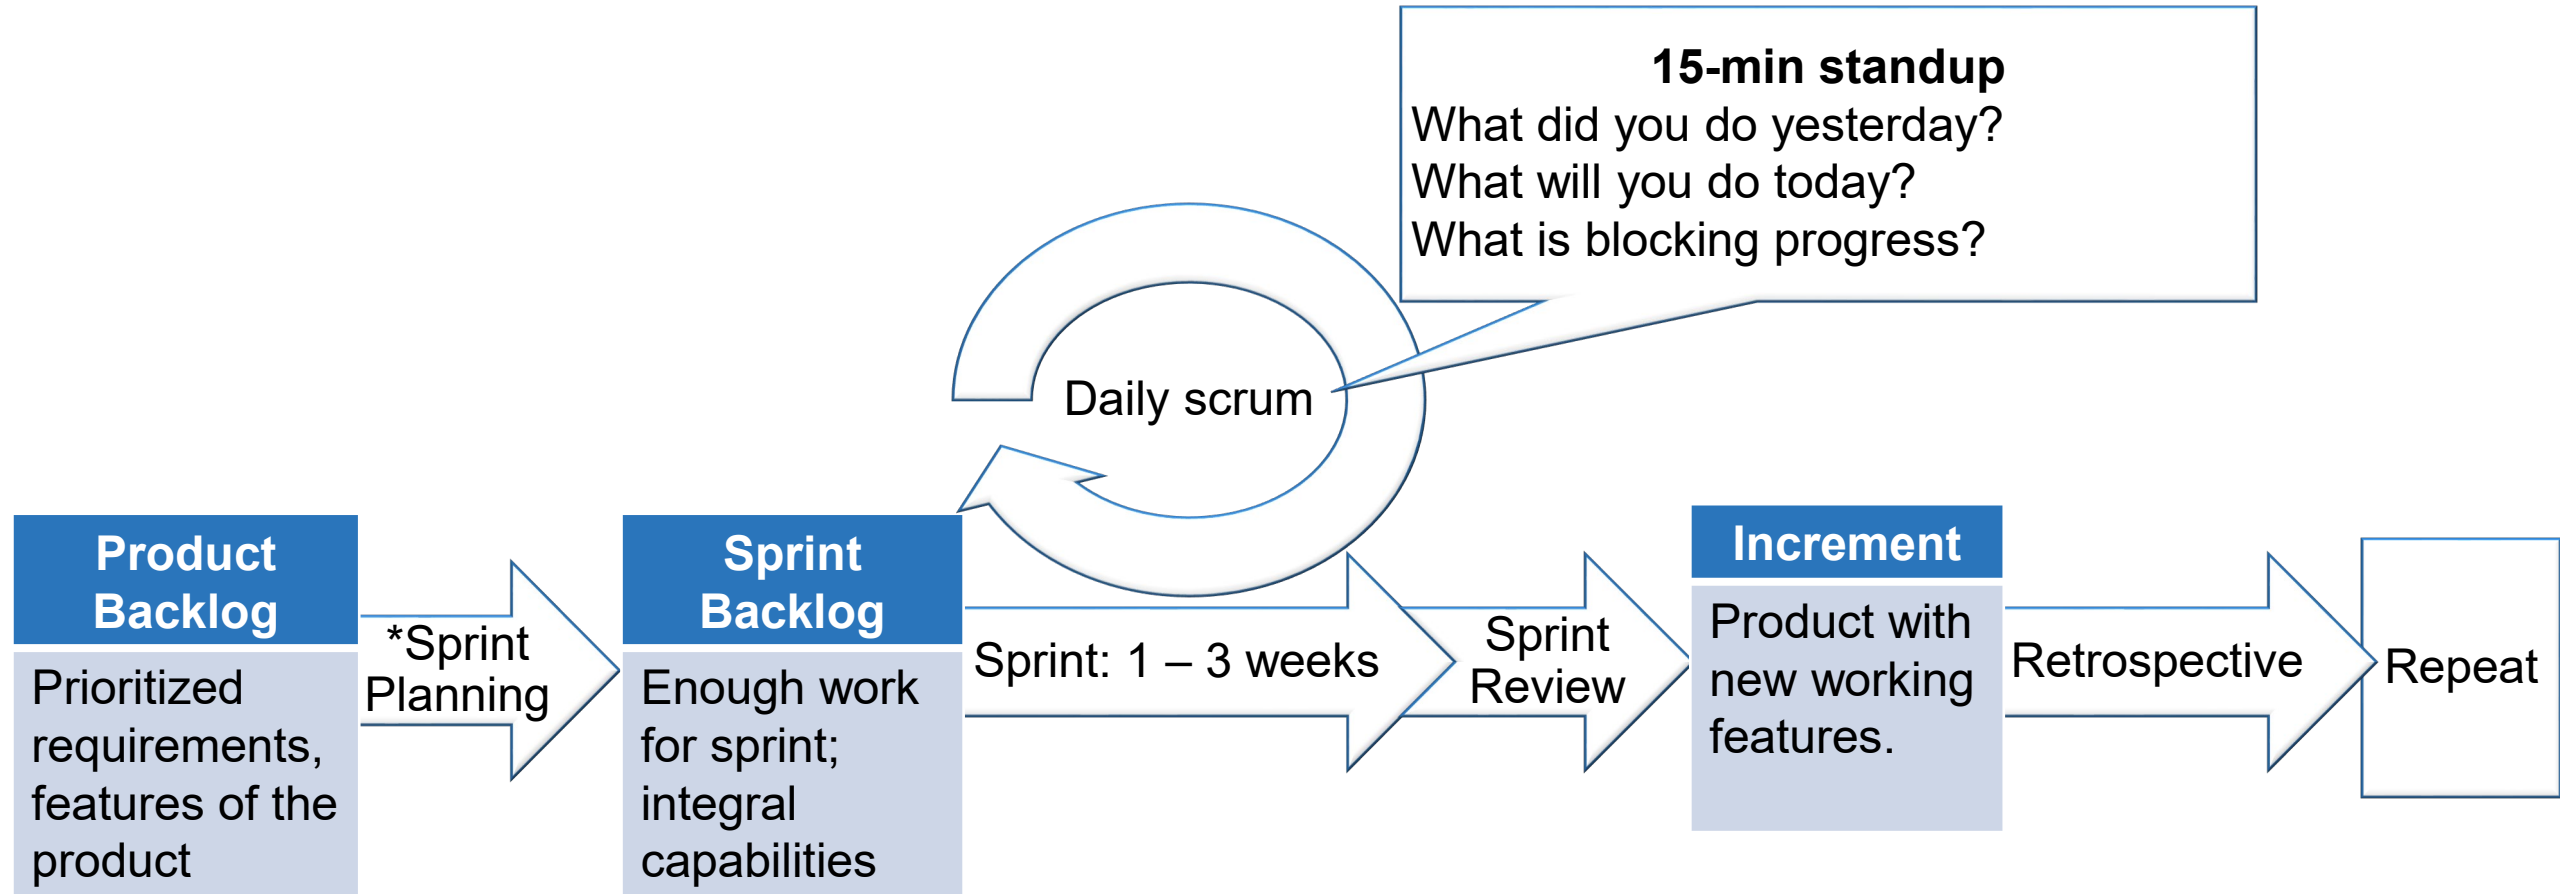 15-min standup
What did you do yesterday?
What will you do today?
What is blocking progress?
Daily scrum
Product
Backlog
Prioritized
requirements,
features of the
product
*Sprint
Planning
Sprint
Backlog
Enough work
for sprint;
integral
capabilities
Sprint: 1 – 3 weeks
Sprint
Review
Increment
Product with
new working
features.
Retrospective
Repeat